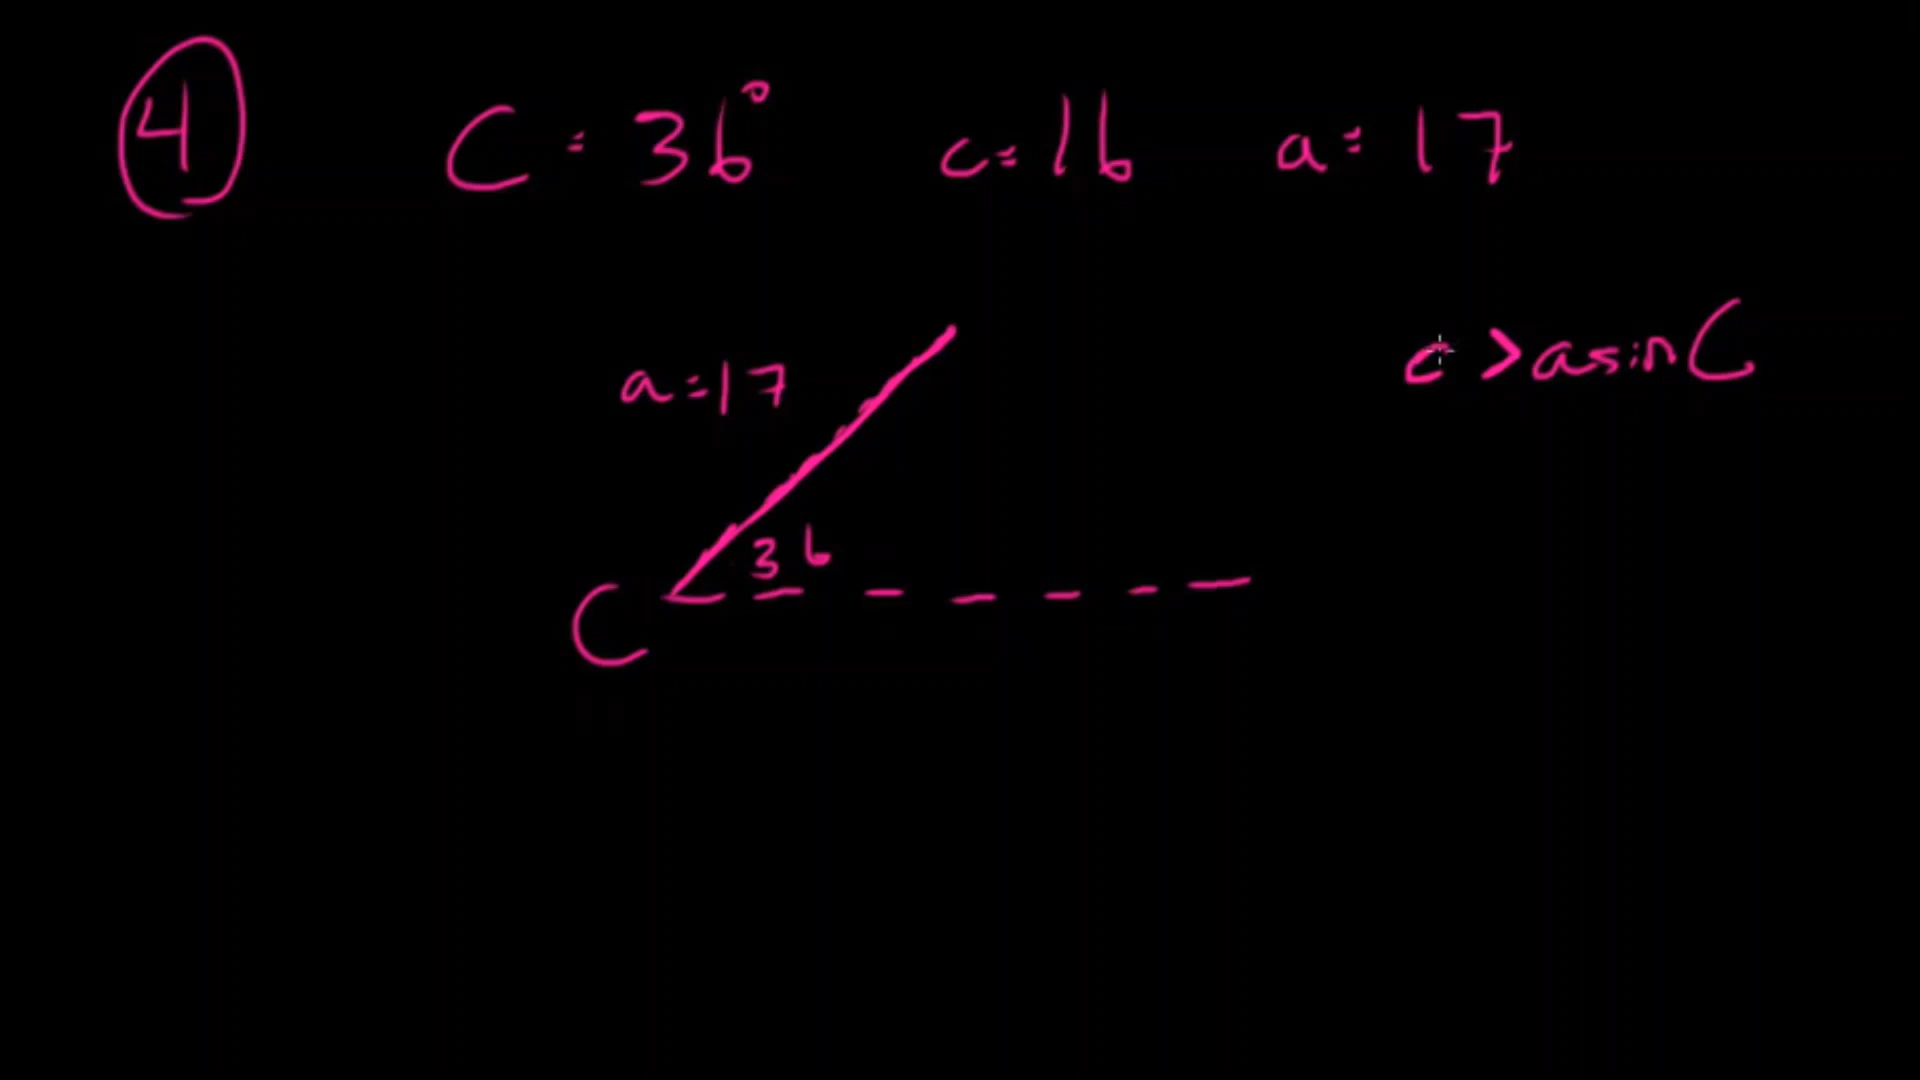 4 C = 36° c = 16 a = 17
c > a sin C
a = 17
36
C